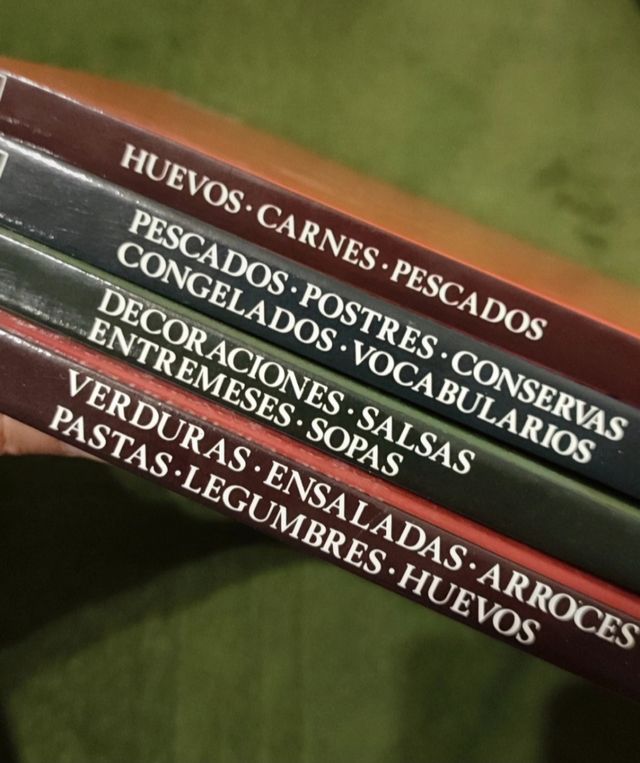 HUEVOS · CARNES · PESCADOS
PESCADOS · POSTRES · CONSERVAS
CONGELADOS · VOCABULARIOS
DECORACIONES · SALSAS
ENTREMESES · SOPAS
VERDURAS · ENSALADAS · ARROCES
PASTAS · LEGUMBRES · HUEVOS